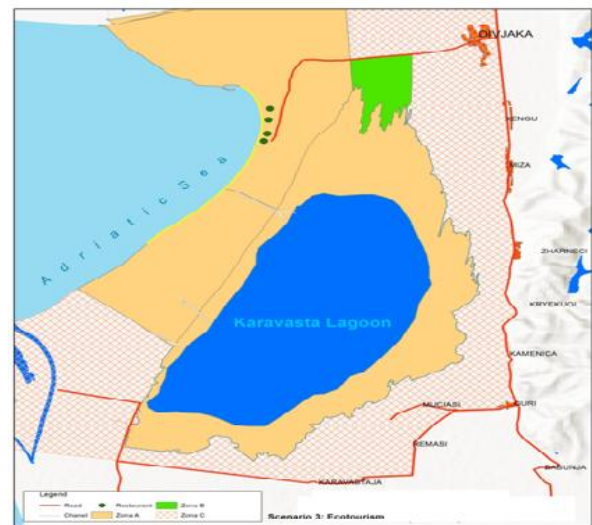 DIVJAKA
XENGU
MIZA
Adriatic Sea
ZHARNECI
KRYEKUQI
Karavasta Lagoon
KAMENICA
MUCIASI
GURI
REMASI
BABUNJA
KARAVASTAJA
Legend
Road
Restaurant
Zona B
Chanel
Zona A
Zona C
Scenario 3: Ecotourism